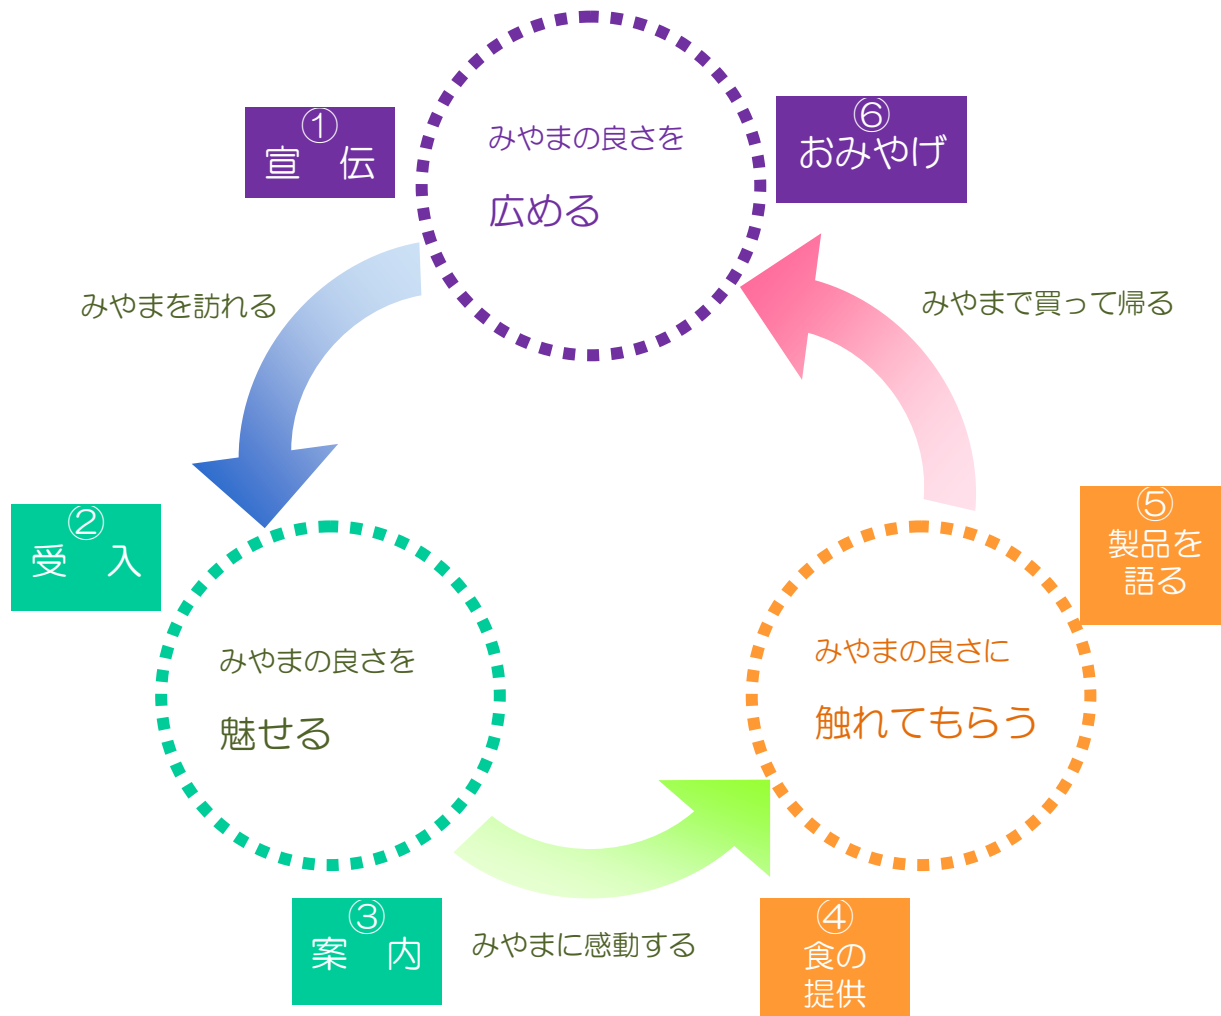 ①
宣　伝
みやまの良さを
広める
⑥
おみやげ
みやまを訪れる
みやまで買って帰る
②
受　入
みやまの良さを
魅せる
⑤
製品を
語る
みやまの良さに
触れてもらう
③
案　内
みやまに感動する
④
食の
提供